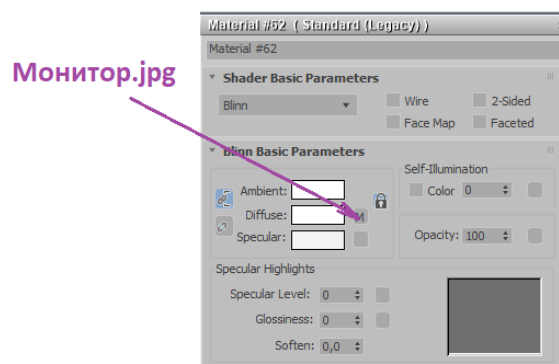 Material #62  ( Standard (Legacy) )
Material #62
Монитор.jpg
Shader Basic Parameters
Blinn
Wire
2-Sided
Face Map
Faceted
Blinn Basic Parameters
Self-Illumination
Ambient:
Color 0
Diffuse:
M
Specular:
Opacity: 100
Specular Highlights
Specular Level: 0
Glossiness: 0
Soften: 0,0